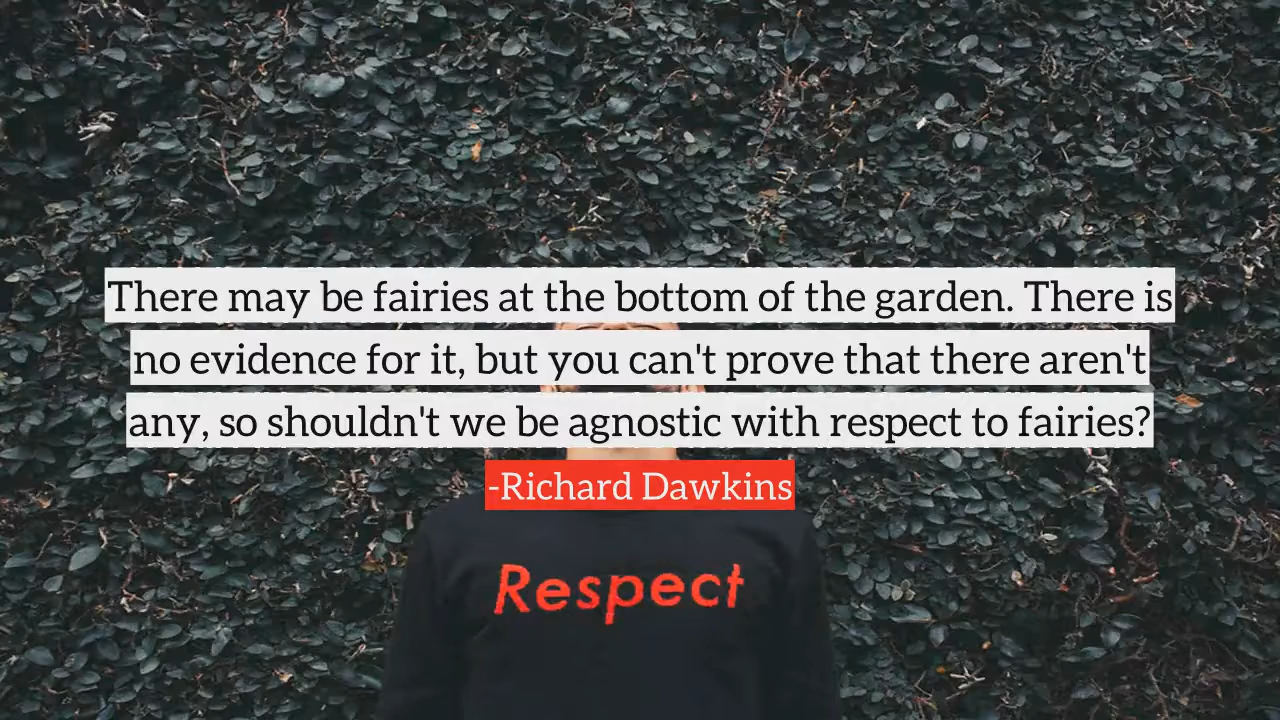 There may be fairies at the bottom of the garden. There is
no evidence for it, but you can't prove that there aren't
any, so shouldn't we be agnostic with respect to fairies?
-Richard Dawkins
Respect